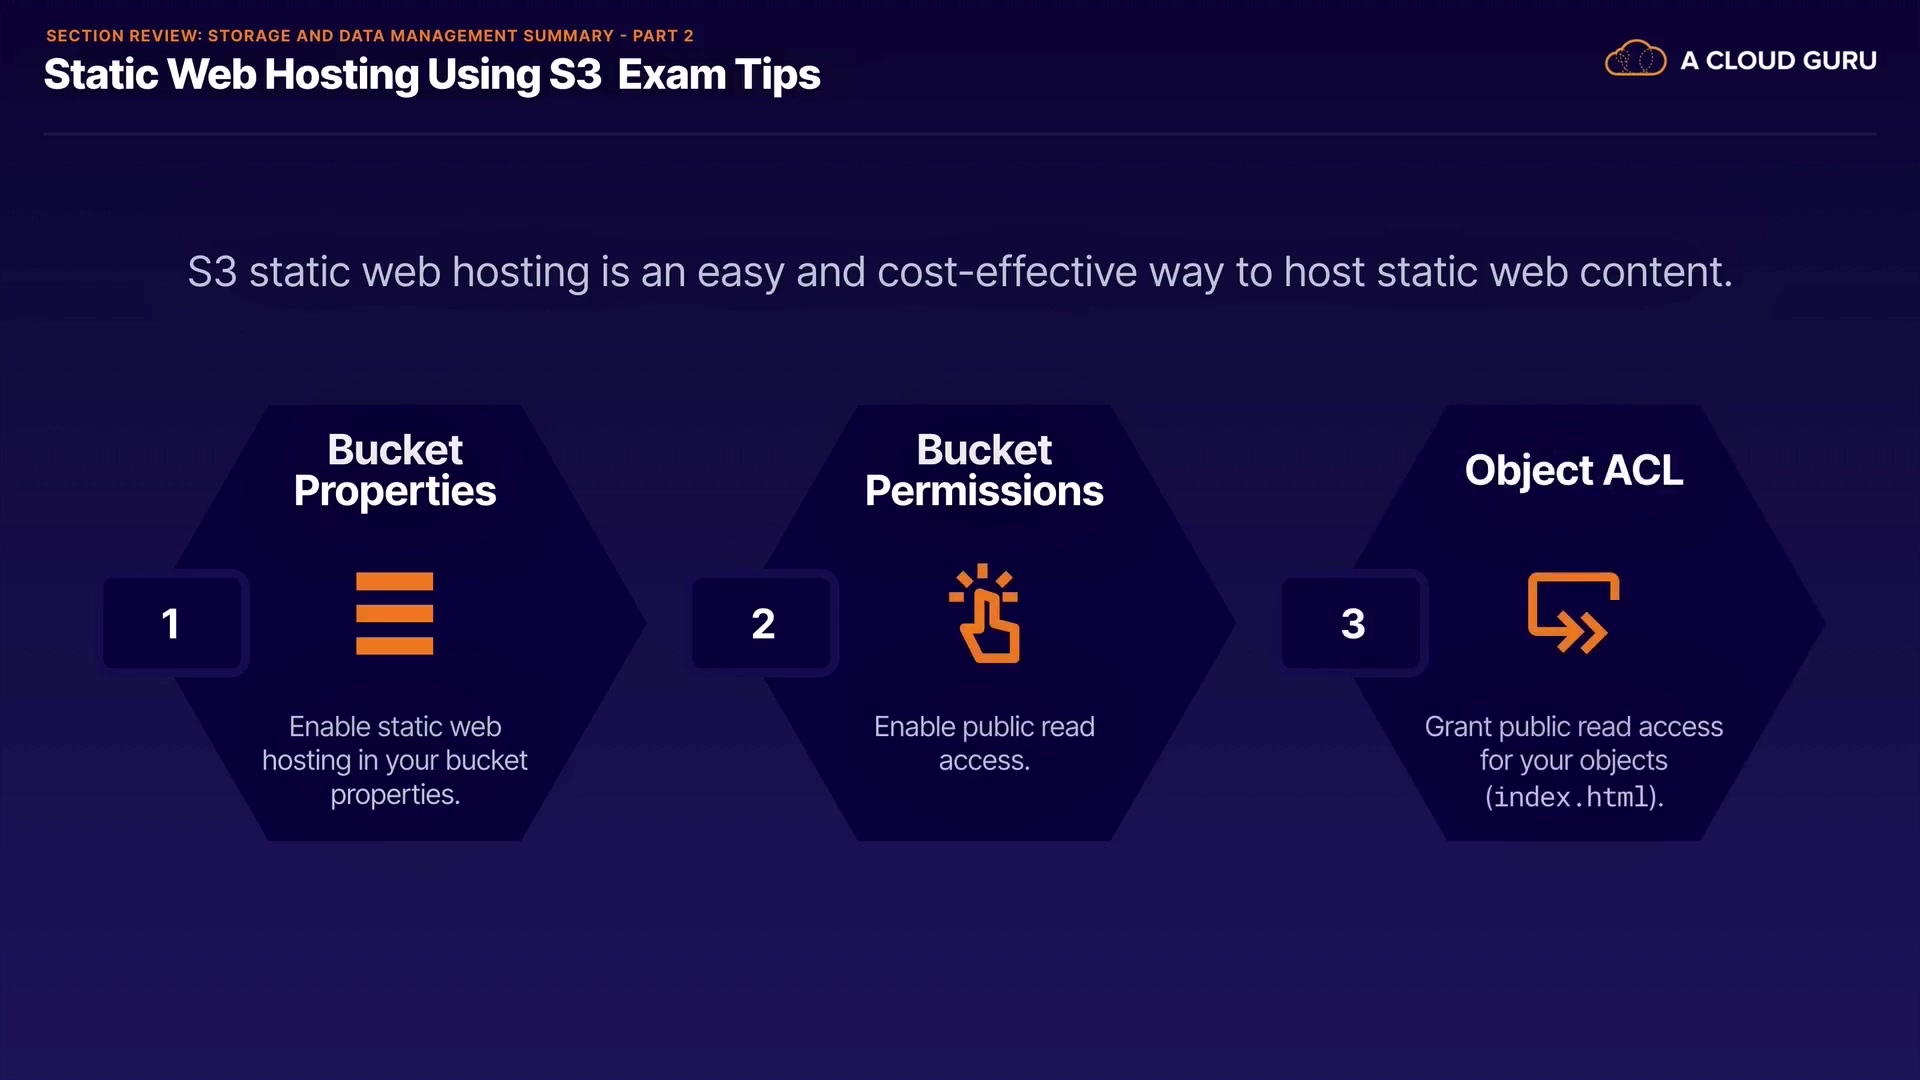 SECTION REVIEW: STORAGE AND DATA MANAGEMENT SUMMARY - PART 2
Static Web Hosting Using S3 Exam Tips
A CLOUD GURU
S3 static web hosting is an easy and cost-effective way to host static web content.
1
Bucket
Properties
Enable static web
hosting in your bucket
properties.
2
Bucket
Permissions
Enable public read
access.
3
Object ACL
Grant public read access
for your objects
(index.html).